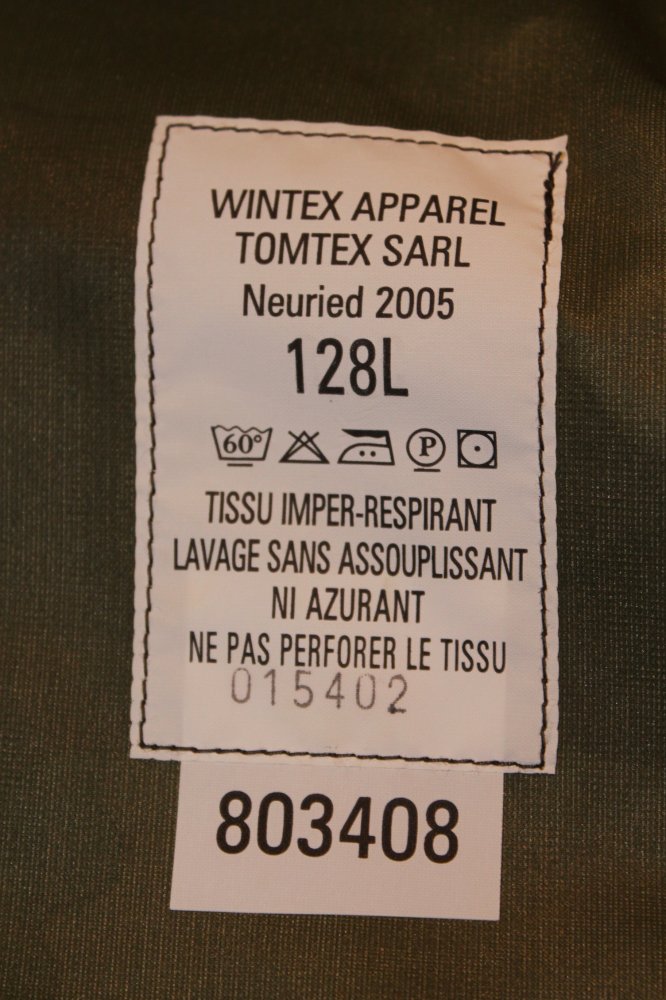 WINTEX APPAREL
TOMTEX SARL
Neuried 2005
128L
60° P
TISSU IMPER-RESPIRANT
LAVAGE SANS ASSOUPLISSANT
NI AZURANT
NE PAS PERFORER LE TISSU
015402
803408